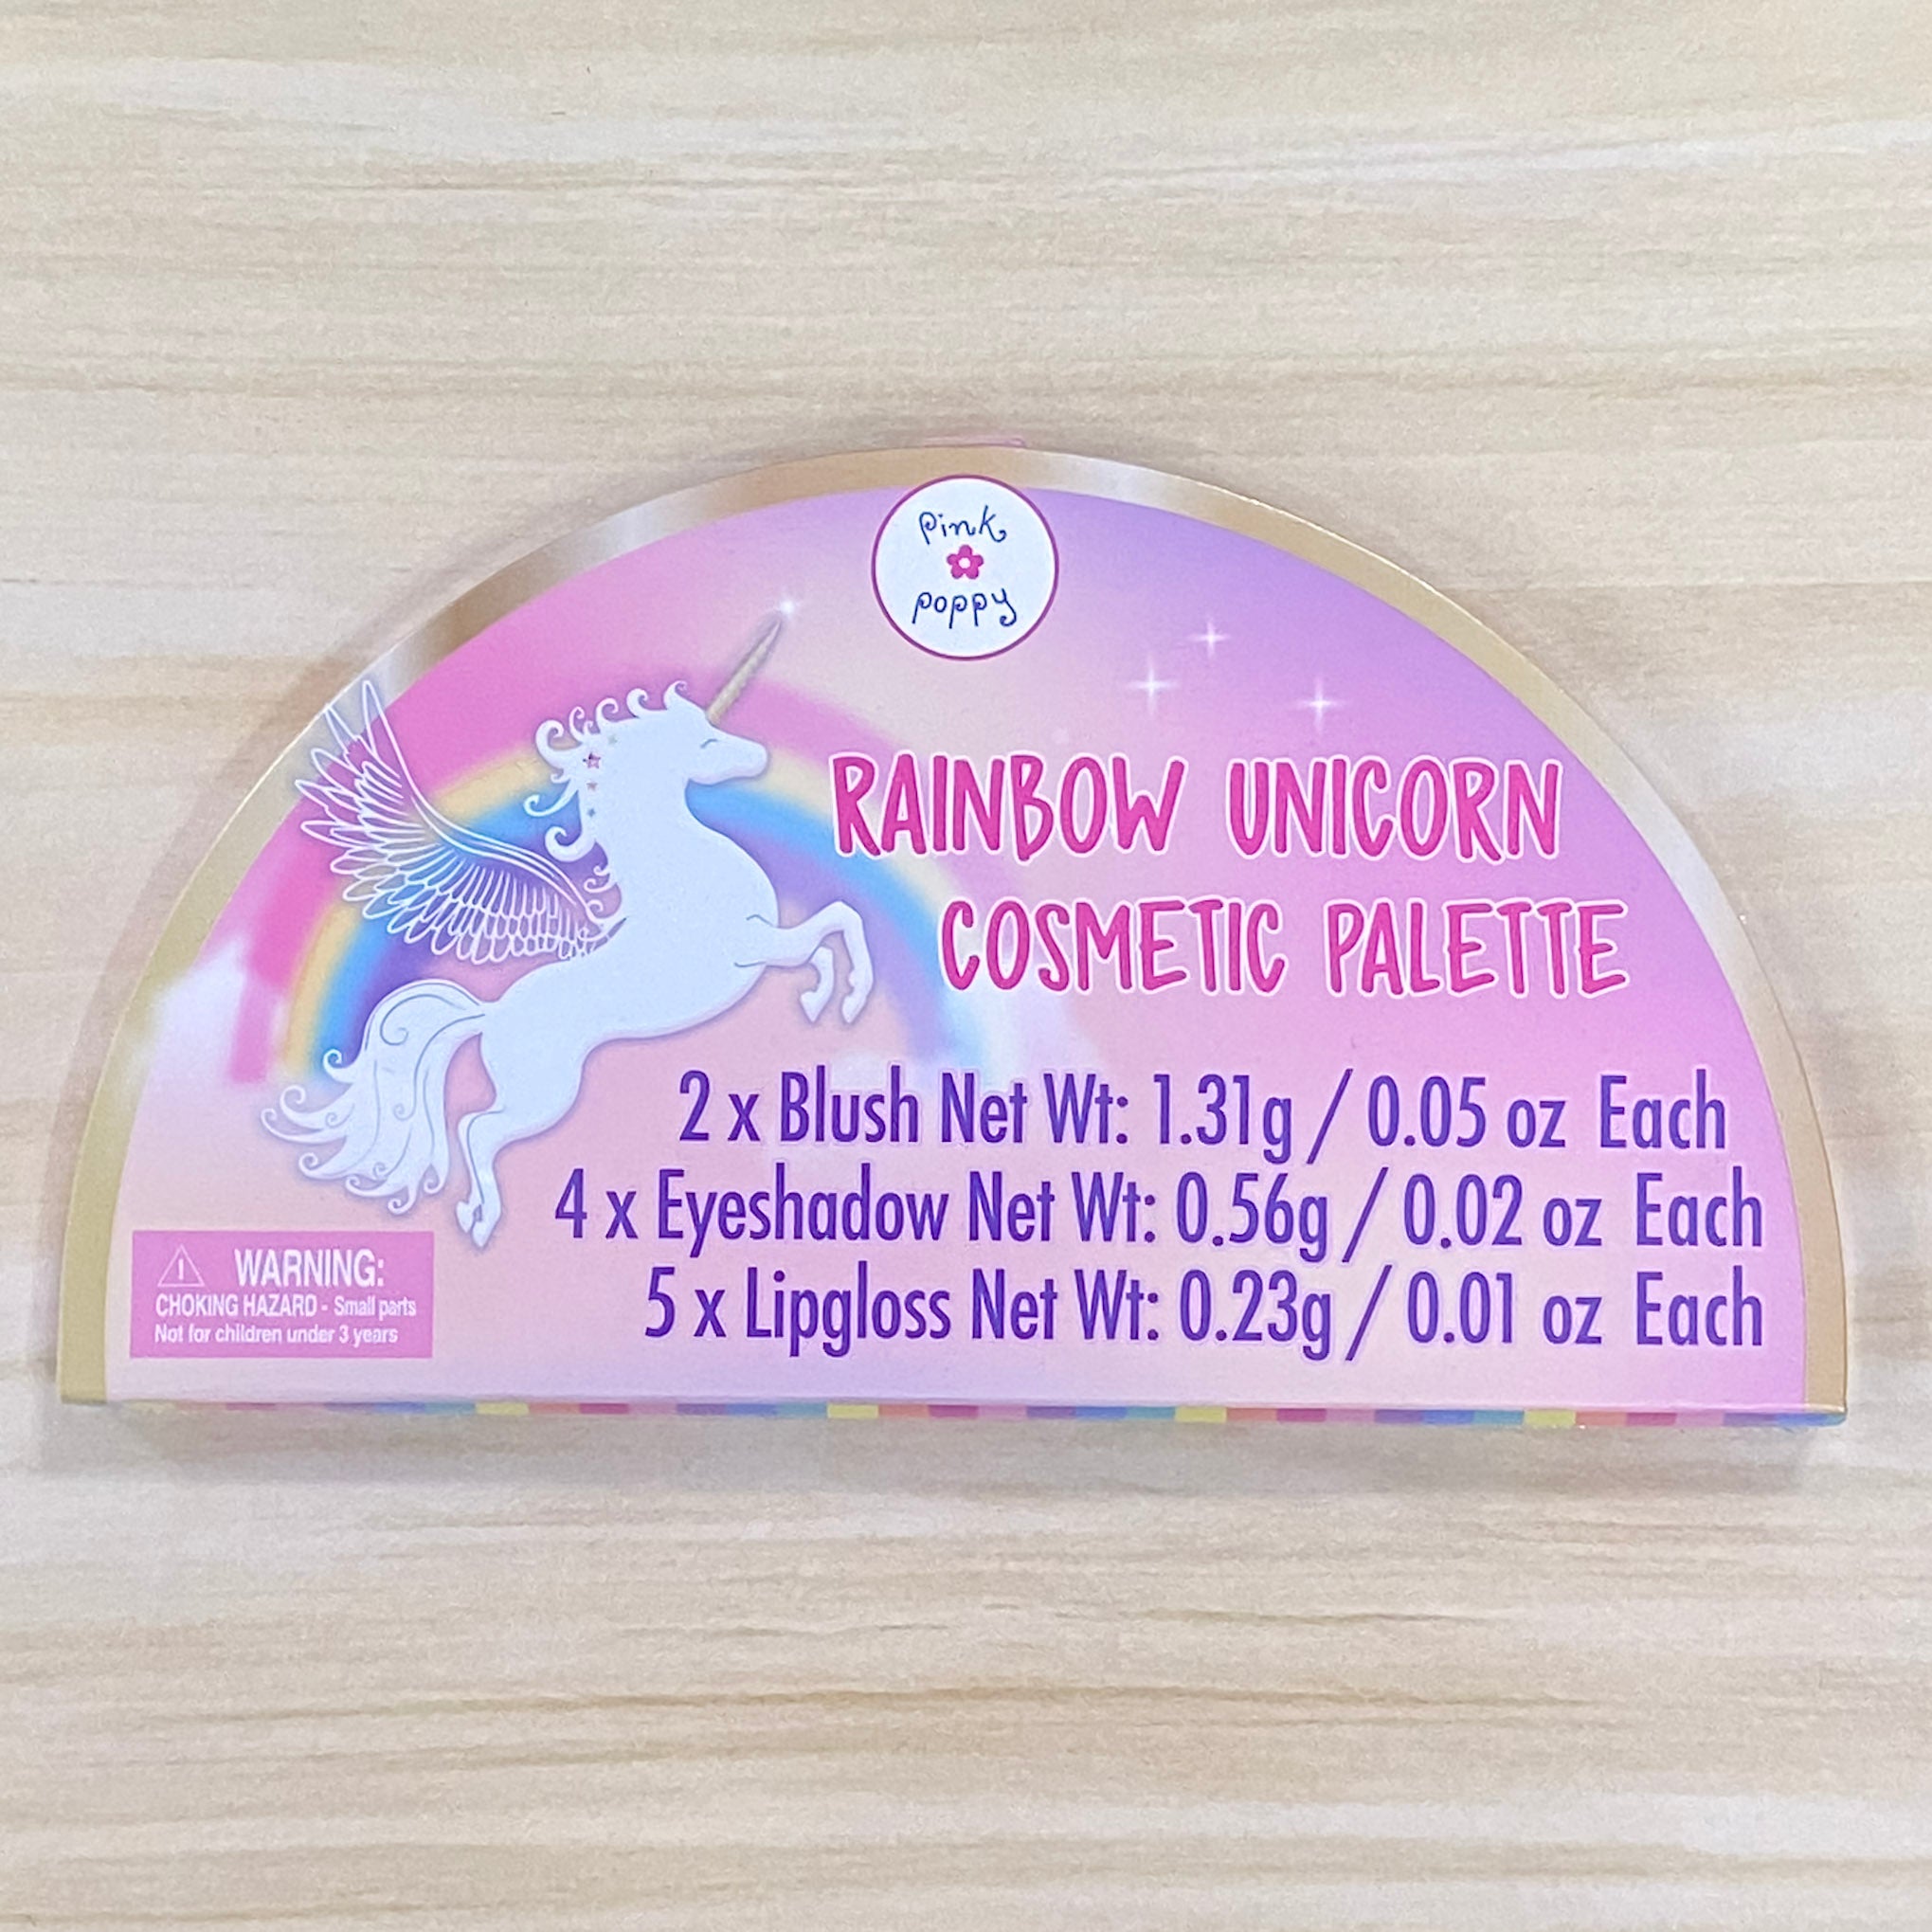 pink
poppy
RAINBOW UNICORN
COSMETIC PALETTE
2 x Blush Net Wt: 1.31g / 0.05 oz Each
4 x Eyeshadow Net Wt: 0.56g / 0.02 oz Each
5 x Lipgloss Net Wt: 0.23g / 0.01 oz Each
WARNING:
CHOKING HAZARD - Small parts
Not for children under 3 years